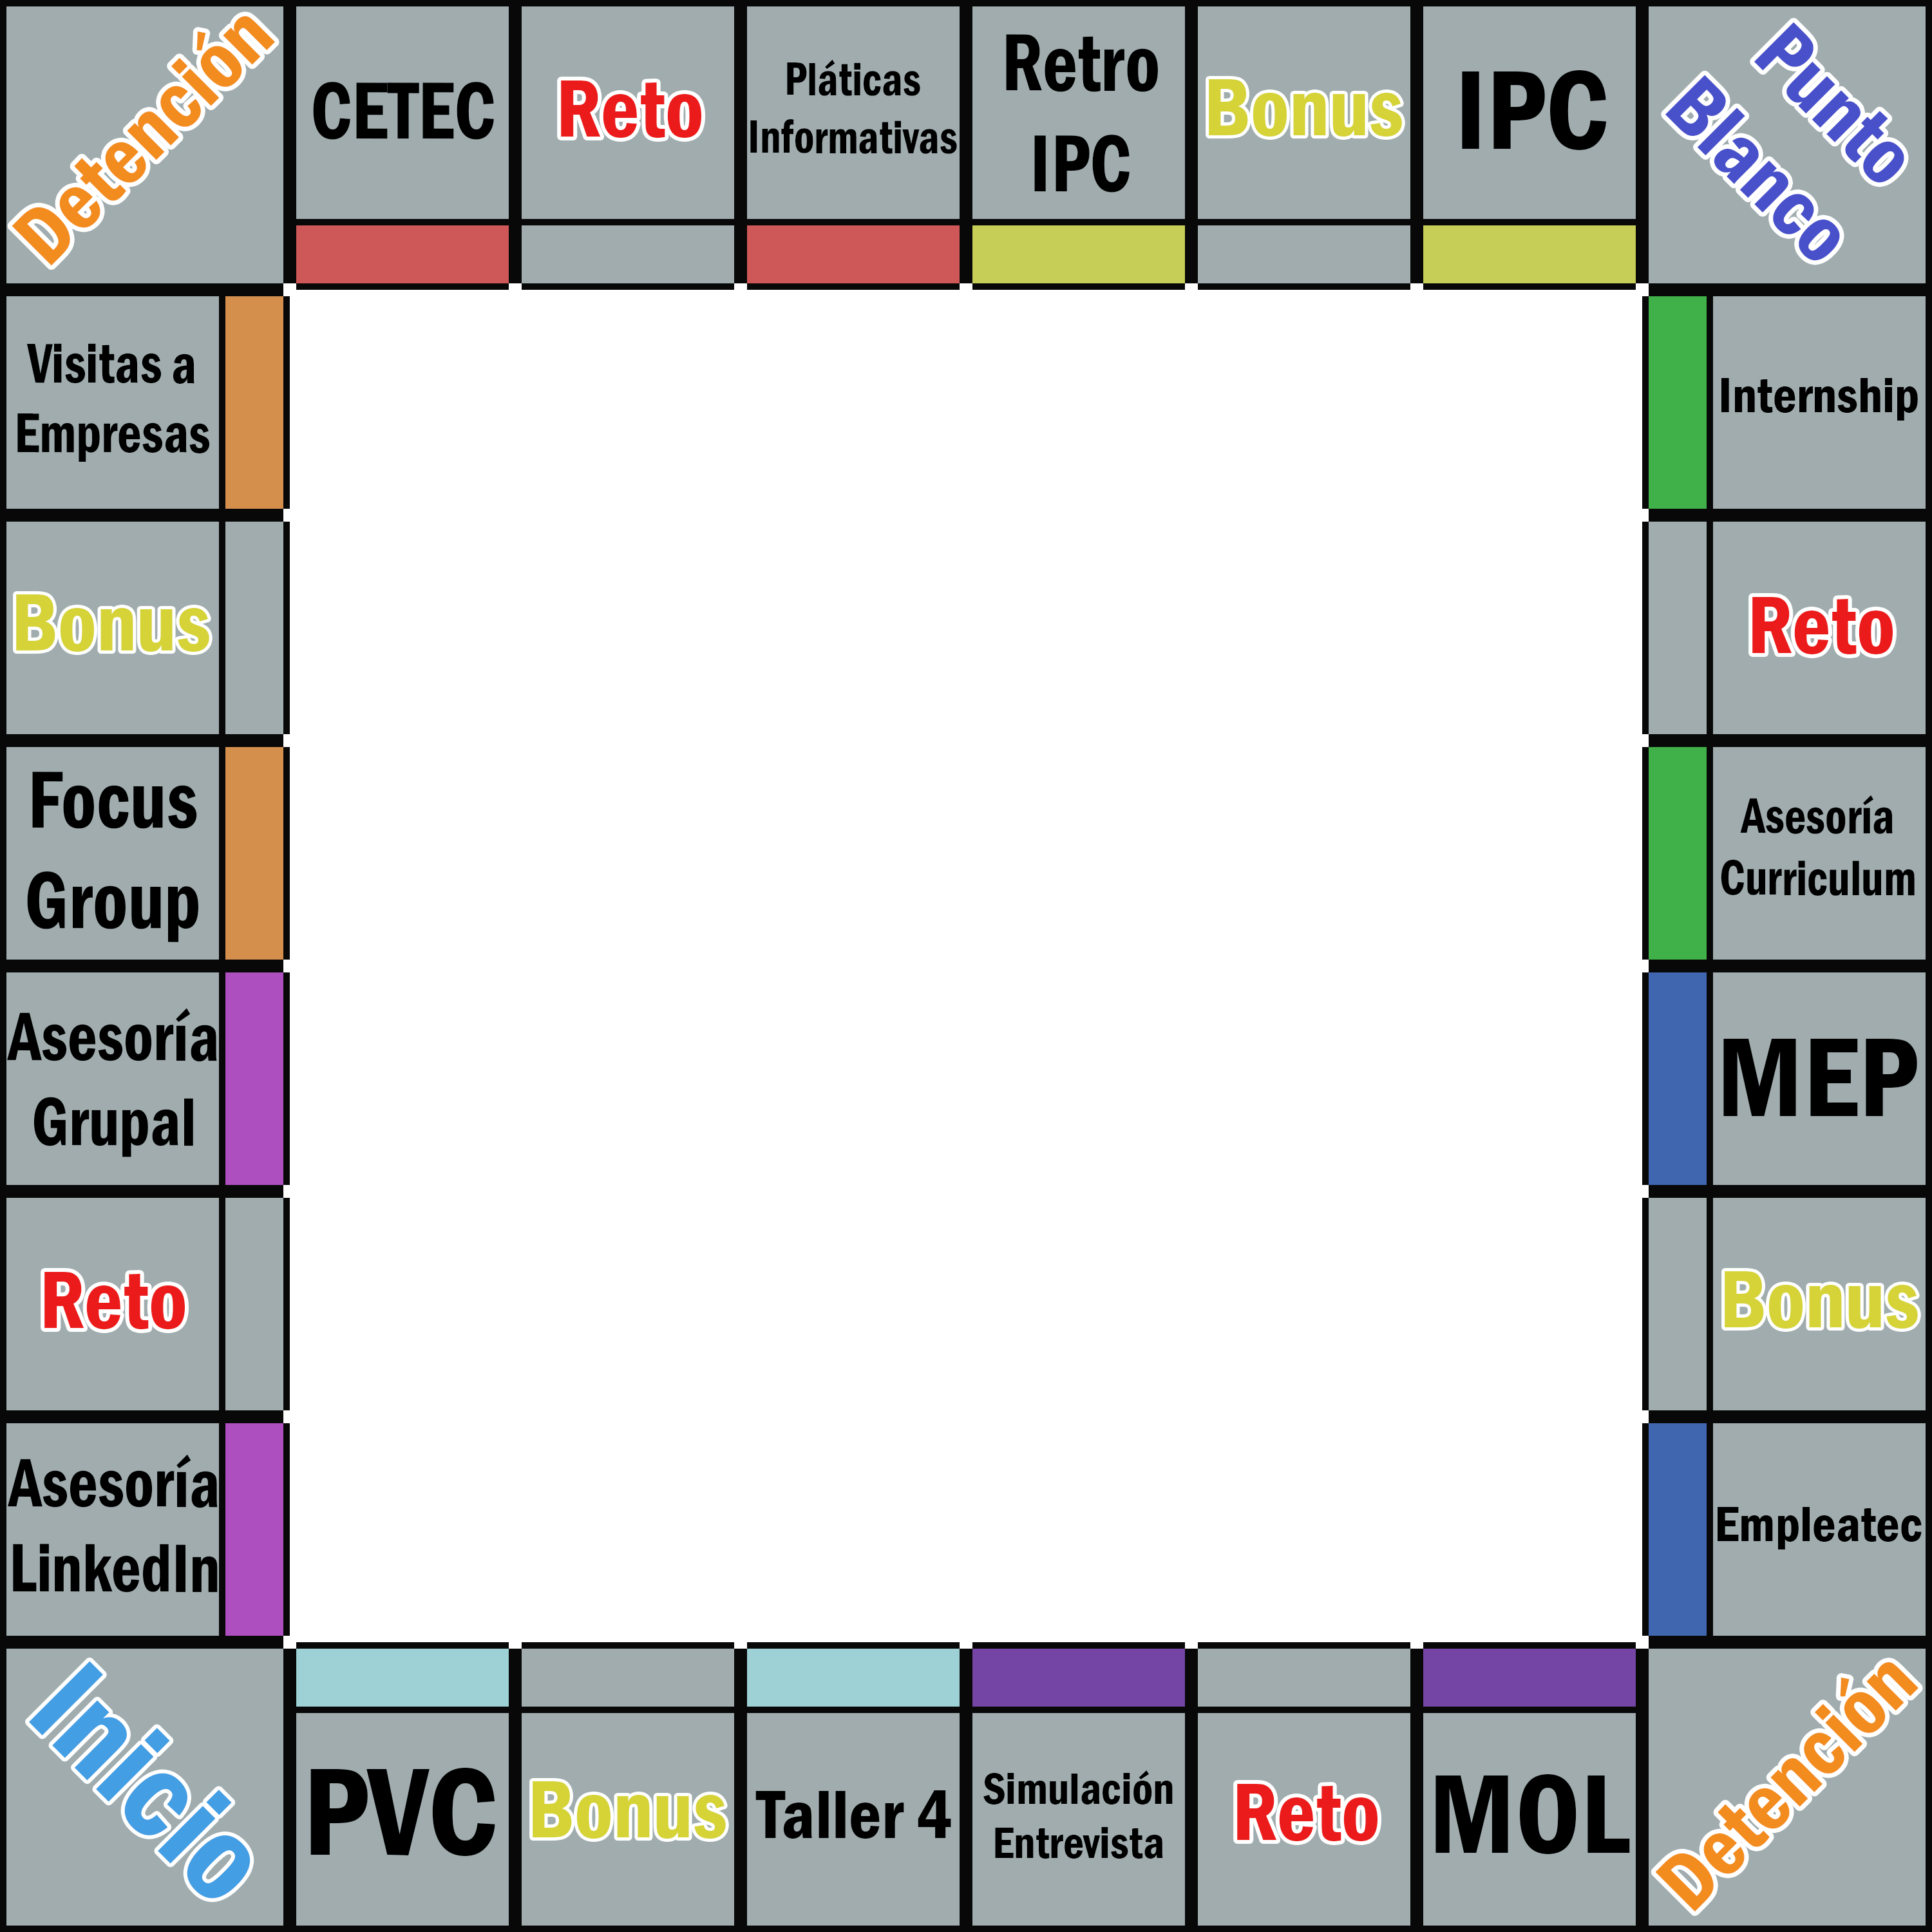 Detención
CETEC
Reto
Pláticas
Informativas
Retro
IPC
Bonus
IPC
Punto
Blanco
Visitas a
Empresas
Internship
Bonus
Reto
Focus
Group
Asesoría
Curriculum
Asesoría
Grupal
MEP
Reto
Bonus
Asesoría
LinkedIn
Empleatec
Inicio
PVC
Bonus
Taller 4
Simulación
Entrevista
Reto
MOL
Detención